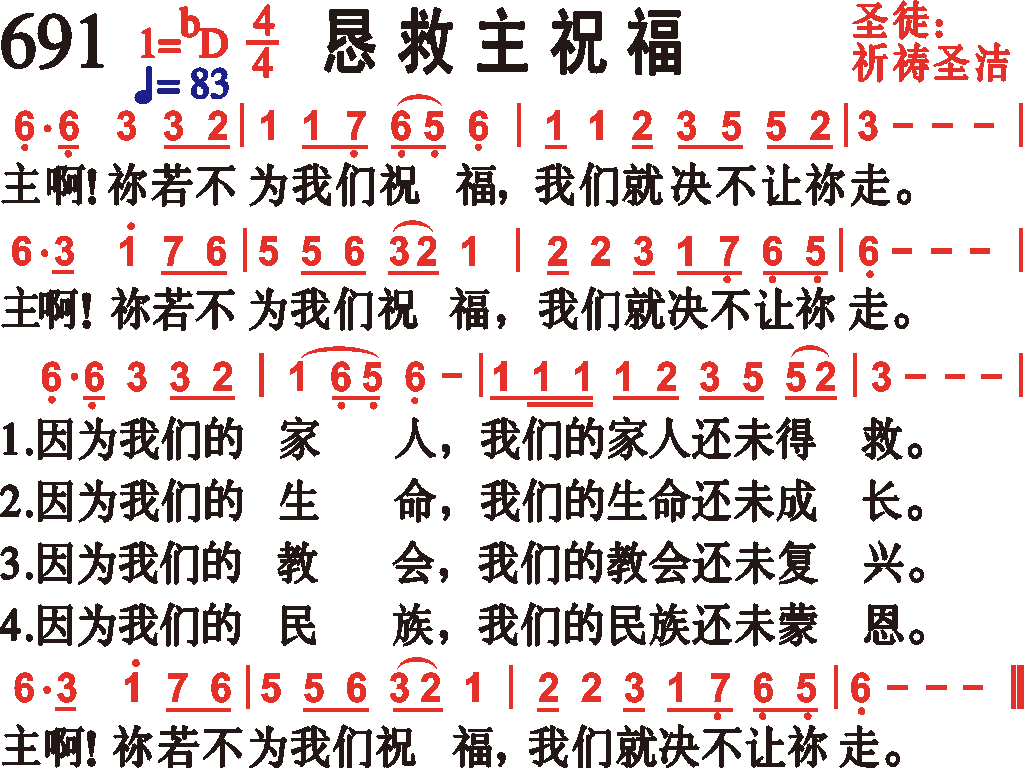 691 1=ᵇD 4/4 恳救主祝福 圣徒:
♩=83 祈祷圣洁
6·6 3 3 2 | 1 1 7 6 5 6 | 1 1 2 3 5 5 2 | 3 − − − |
主啊! 祢若不为我们祝 福, 我们就决不让祢走。
6·3 1 7 6 | 5 5 6 3 2 1 | 2 2 3 1 7 6 5 | 6 − − − |
主啊! 祢若不为我们祝 福, 我们就决不让祢走。
6·6 3 3 2 | 1 6 5 6 − | 1 1 1 1 2 3 5 5 2 | 3 − − − |
1.因为我们的 家 人, 我们的家人还未得 救。
2.因为我们的 生 命, 我们的生命还未成 长。
3.因为我们的 教 会, 我们的教会还未复 兴。
4.因为我们的 民 族, 我们的民族还未蒙 恩。
6·3 1 7 6 | 5 5 6 3 2 1 | 2 2 3 1 7 6 5 | 6 − − − ‖
主啊! 祢若不为我们祝 福, 我们就决不让祢走。